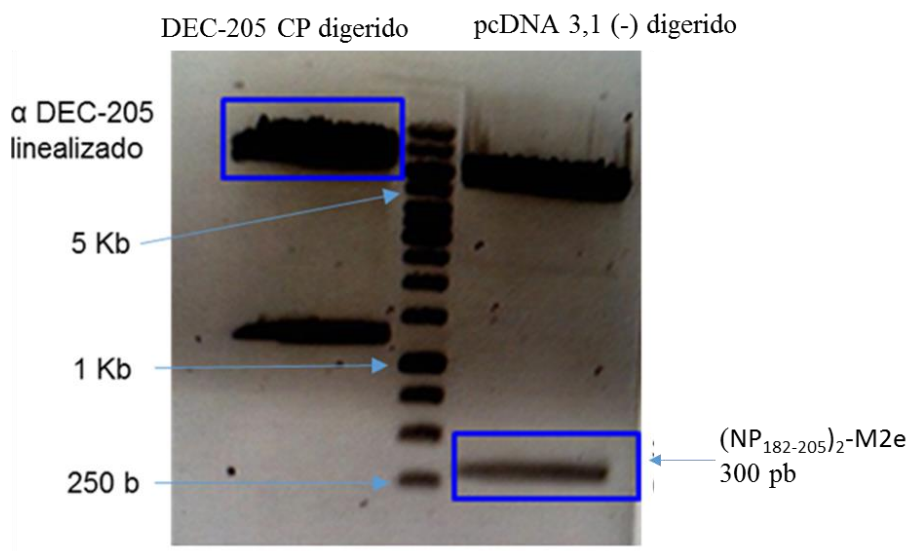 DEC-205 CP digerido
pcDNA 3,1 (-) digerido
α DEC-205
linealizado
5 Kb
1 Kb
250 b
(NP182-205)2-M2e
300 pb